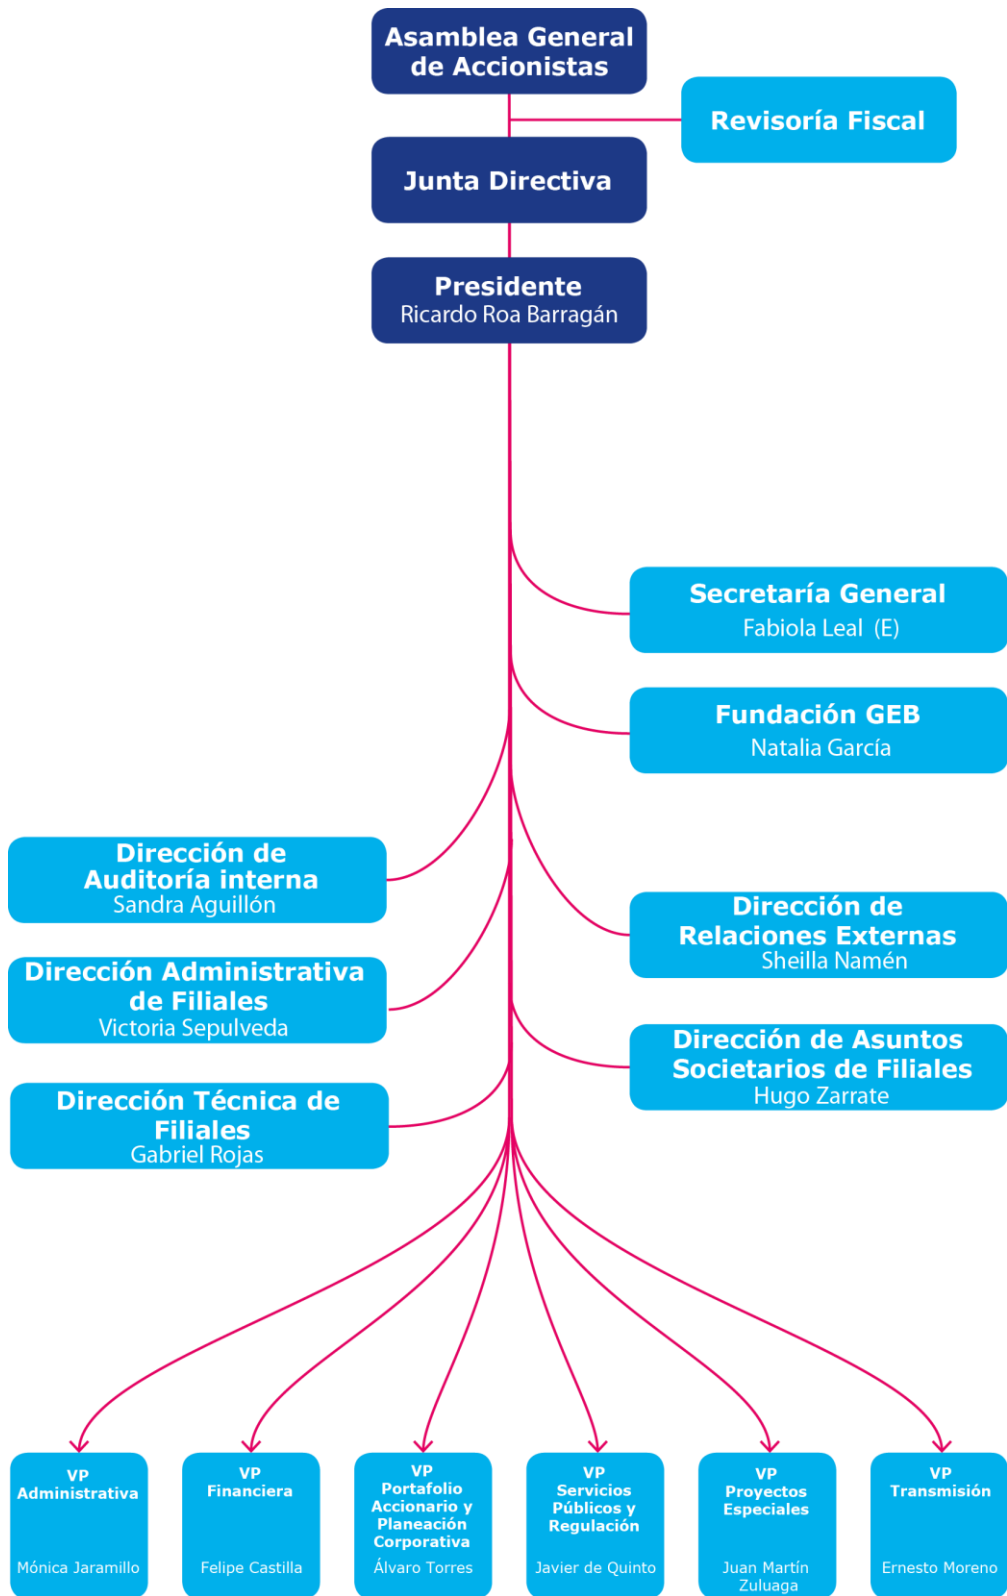 Asamblea General
de Accionistas
Revisoría Fiscal
Junta Directiva
Presidente
Ricardo Roa Barragán
Secretaría General
Fabiola Leal (E)
Fundación GEB
Natalia García
Dirección de
Auditoría interna
Sandra Aguillón
Dirección de
Relaciones Externas
Sheilla Namén
Dirección Administrativa
de Filiales
Victoria Sepulveda
Dirección de Asuntos
Societarios de Filiales
Hugo Zarrate
Dirección Técnica de
Filiales
Gabriel Rojas
VP
Administrativa
Mónica Jaramillo
VP
Financiera
Felipe Castilla
VP
Portafolio
Accionario y
Planeación
Corporativa
Álvaro Torres
VP
Servicios
Públicos y
Regulación
Javier de Quinto
VP
Proyectos
Especiales
Juan Martín
Zuluaga
VP
Transmisión
Ernesto Moreno